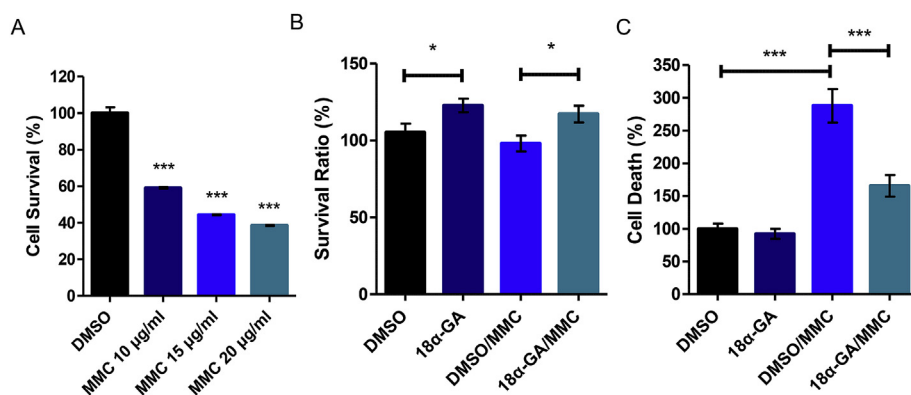 A
Cell Survival (%)
120
100
80
60
40
20
0
***
***
***
DMSO
MMC 10 µg/ml
MMC 15 µg/ml
MMC 20 µg/ml
B
Survival Ratio (%)
150
100
50
0
*
*
DMSO
18α-GA
DMSO/MMC
18α-GA/MMC
C
Cell Death (%)
350
300
250
200
150
100
50
0
***
***
DMSO
18α-GA
DMSO/MMC
18α-GA/MMC